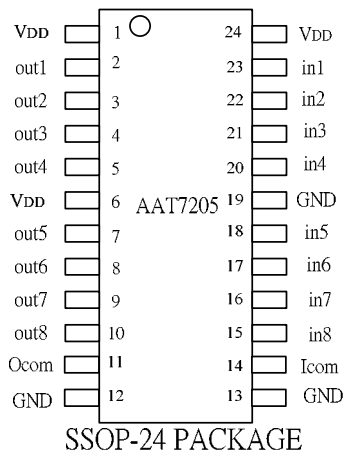 VDD 1 24 VDD
out1 2 23 in1
out2 3 22 in2
out3 4 21 in3
out4 5 20 in4
VDD 6 AAT7205 19 GND
out5 7 18 in5
out6 8 17 in6
out7 9 16 in7
out8 10 15 in8
Ocom 11 14 Icom
GND 12 13 GND
SSOP-24 PACKAGE